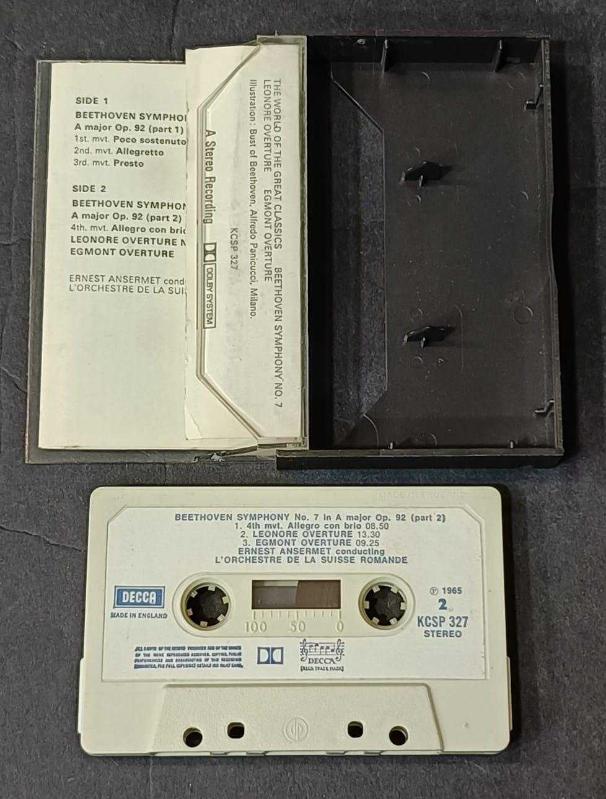 SIDE 1
BEETHOVEN SYMPHO
A major Op. 92 (part 1)
1st. mvt. Poco sostenuto
2nd. mvt. Allegretto
3rd. mvt. Presto
SIDE 2
BEETHOVEN SYMPHON
A major Op. 92 (part 2)
4th. mvt. Allegro con brio
LEONORE OVERTURE N
EGMONT OVERTURE
ERNEST ANSERMET cond
L'ORCHESTRE DE LA SUIS
THE WORLD OF THE GREAT CLASSICS BEETHOVEN SYMPHONY NO. 7
LEONORE OVERTURE EGMONT OVERTURE
Illustration: Bust of Beethoven, Alfredo Panicucci, Milano.
KCSP 327
A Stereo Recording
DOLBY SYSTEM
BEETHOVEN SYMPHONY No. 7 in A major Op. 92 (part 2)
1. 4th mvt. Allegro con brio 08.50
2. LEONORE OVERTURE 13.30
3. EGMONT OVERTURE 09.25
ERNEST ANSERMET conducting
L'ORCHESTRE DE LA SUISSE ROMANDE
DECCA
MADE IN ENGLAND
100 50 0
℗ 1965
2
KCSP 327
STEREO
DECCA